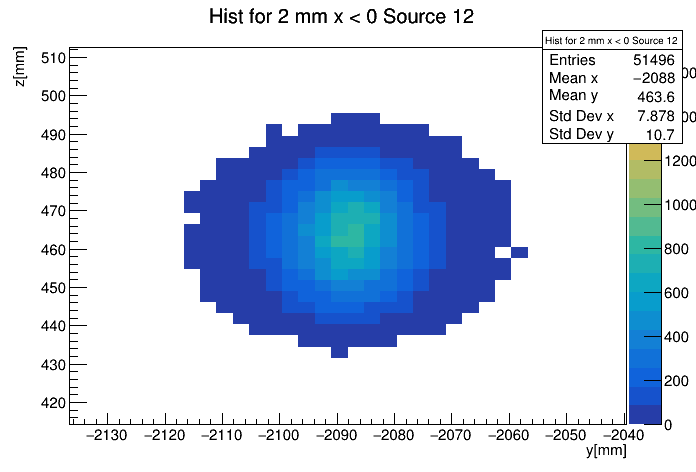 Hist for 2 mm x < 0 Source 12
z[mm]
Hist for 2 mm x < 0 Source 12
Entries 51496
Mean x −2088
Mean y 463.6
Std Dev x 7.878
Std Dev y 10.7
510
500
490
480
470
460
450
440
430
420
1200
1000
800
600
400
200
0
−2130 −2120 −2110 −2100 −2090 −2080 −2070 −2060 −2050 −2040
y[mm]